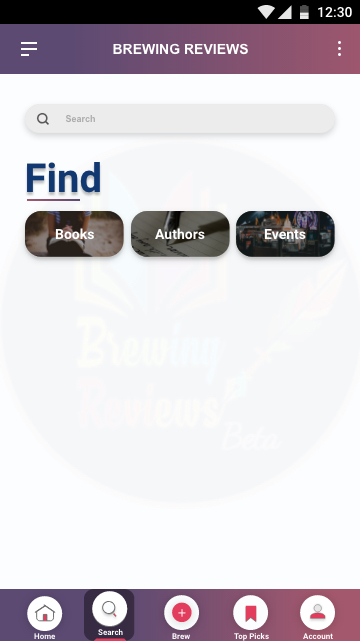 12:30
BREWING REVIEWS
Search
Find
Books Authors Events
Brewing
Reviews
Beta
Home Search Brew Top Picks Account